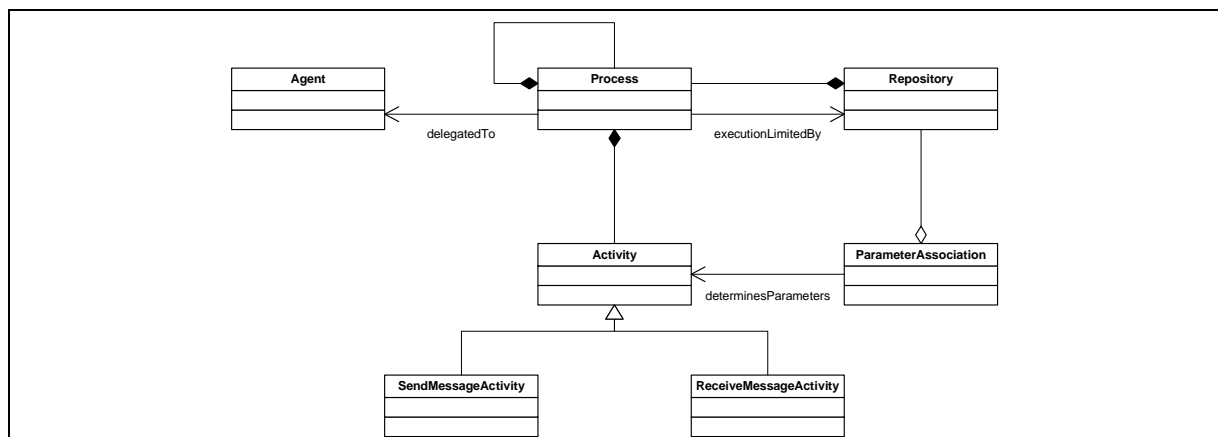 Agent
Process
Repository
delegatedTo
executionLimitedBy
Activity
ParameterAssociation
determinesParameters
SendMessageActivity
ReceiveMessageActivity